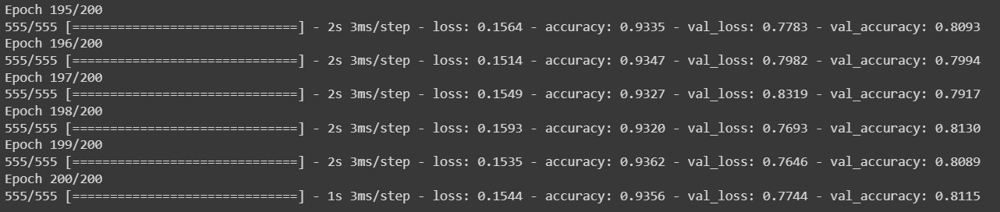 Epoch 195/200
555/555 [==============================] - 2s 3ms/step - loss: 0.1564 - accuracy: 0.9335 - val_loss: 0.7783 - val_accuracy: 0.8093
Epoch 196/200
555/555 [==============================] - 2s 3ms/step - loss: 0.1514 - accuracy: 0.9347 - val_loss: 0.7982 - val_accuracy: 0.7994
Epoch 197/200
555/555 [==============================] - 2s 3ms/step - loss: 0.1549 - accuracy: 0.9327 - val_loss: 0.8319 - val_accuracy: 0.7917
Epoch 198/200
555/555 [==============================] - 2s 3ms/step - loss: 0.1593 - accuracy: 0.9320 - val_loss: 0.7693 - val_accuracy: 0.8130
Epoch 199/200
555/555 [==============================] - 2s 3ms/step - loss: 0.1535 - accuracy: 0.9362 - val_loss: 0.7646 - val_accuracy: 0.8089
Epoch 200/200
555/555 [==============================] - 1s 3ms/step - loss: 0.1544 - accuracy: 0.9356 - val_loss: 0.7744 - val_accuracy: 0.8115